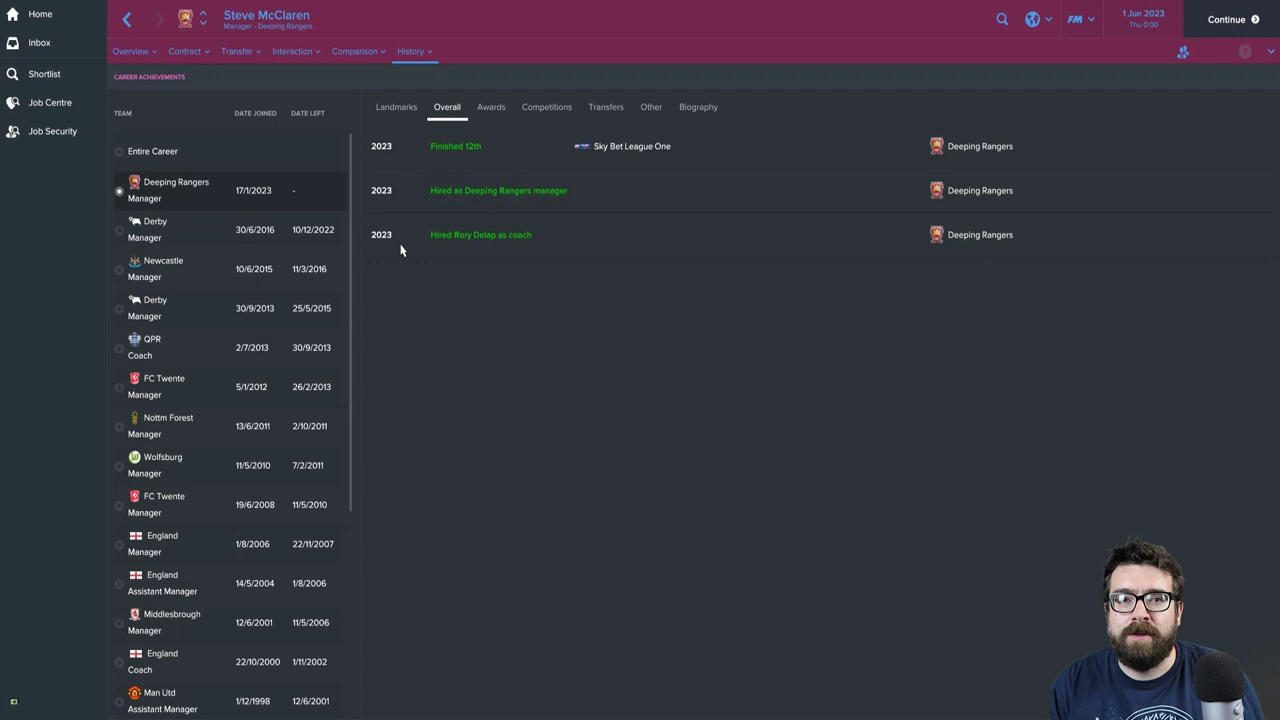 Home
Inbox
Shortlist
Job Centre
Job Security
Steve McClaren
Manager - Deeping Rangers
FM
1 Jun 2023
Thu 0:00
Continue
Overview
Contract
Transfer
Interaction
Comparison
History
CAREER ACHIEVEMENTS
TEAM DATE JOINED DATE LEFT
Entire Career
Deeping Rangers
Manager
17/1/2023 -
Derby
Manager
30/6/2016 10/12/2022
Newcastle
Manager
10/6/2015 11/3/2016
Derby
Manager
30/9/2013 25/5/2015
QPR
Coach
2/7/2013 30/9/2013
FC Twente
Manager
5/1/2012 26/2/2013
Nottm Forest
Manager
13/6/2011 2/10/2011
Wolfsburg
Manager
11/5/2010 7/2/2011
FC Twente
Manager
19/6/2008 11/5/2010
England
Manager
1/8/2006 22/11/2007
England
Assistant Manager
14/5/2004 1/8/2006
Middlesbrough
Manager
12/6/2001 11/5/2006
England
Coach
22/10/2000 1/11/2002
Man Utd
Assistant Manager
1/12/1998 12/6/2001
Landmarks Overall Awards Competitions Transfers Other Biography
2023 Finished 12th Sky Bet League One Deeping Rangers
2023 Hired as Deeping Rangers manager Deeping Rangers
2023 Hired Rory Delap as coach Deeping Rangers